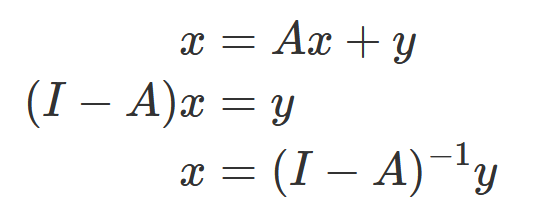 x = Ax + y
(I − A)x = y
x = (I − A)⁻¹y